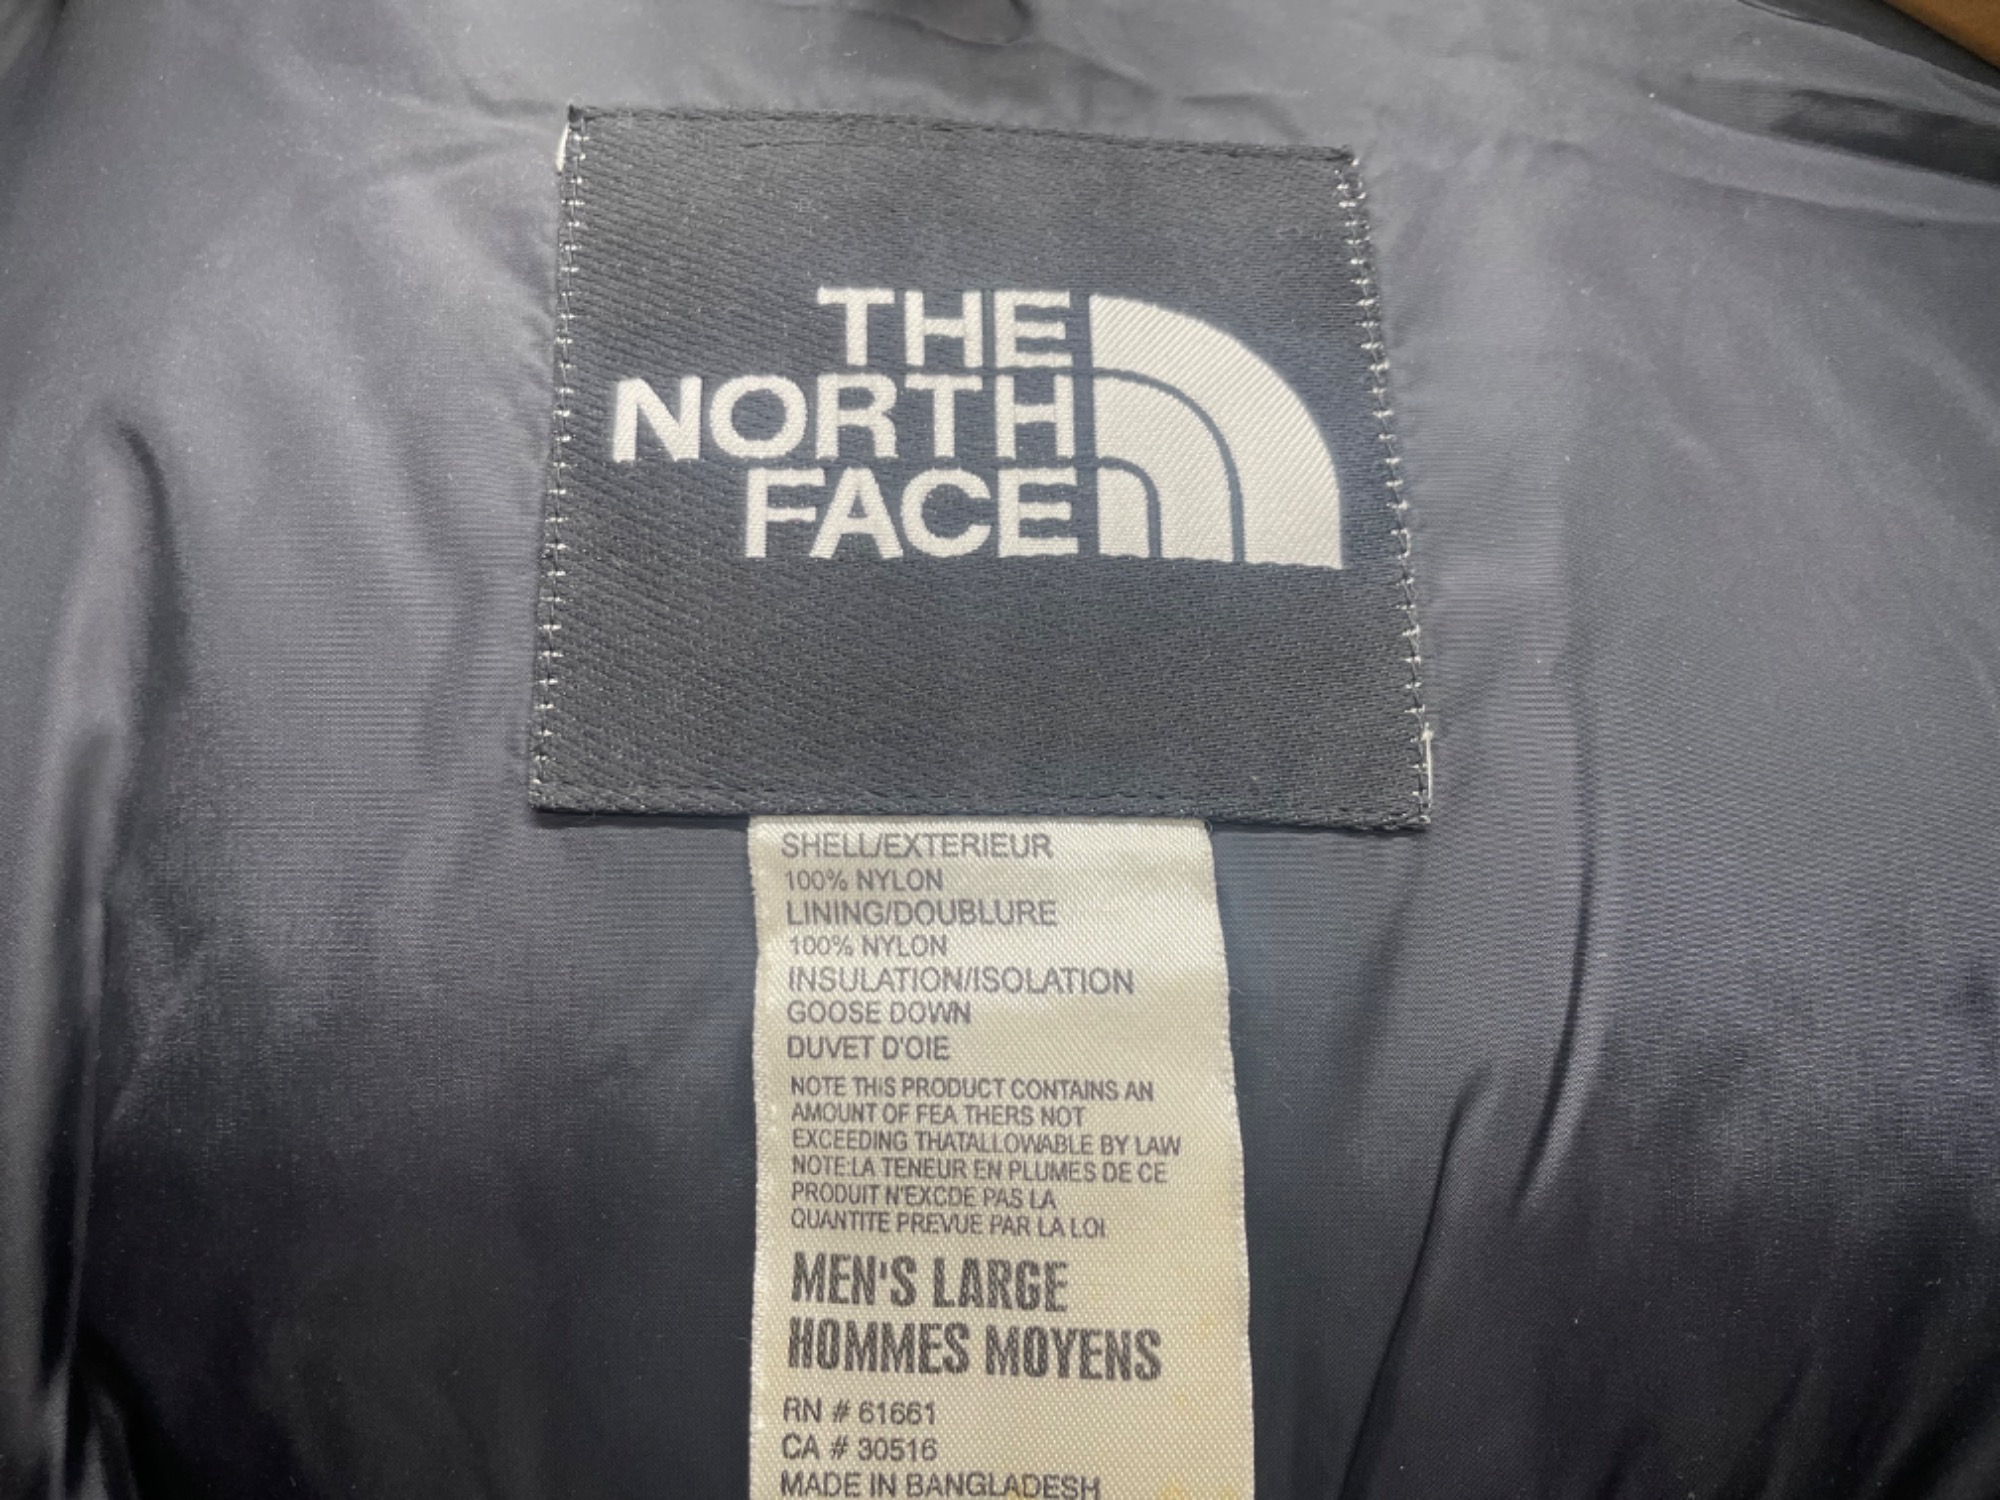 THE
NORTH
FACE
SHELL/EXTERIEUR
100% NYLON
LINING/DOUBLURE
100% NYLON
INSULATION/ISOLATION
GOOSE DOWN
DUVET D'OIE
NOTE THiS PRODUCT CONTAINS AN
AMOUNT OF FEA THERS NOT
EXCEEDING THATALLOWABLE BY LAW
NOTE:LA TENEUR EN PLUMES DE CE
PRODUIT N'EXCDE PAS LA
QUANTITE PREVUE PAR LA LOI
MEN'S LARGE
HOMMES MOYENS
RN # 61661
CA # 30516
MADE IN BANGLADESH